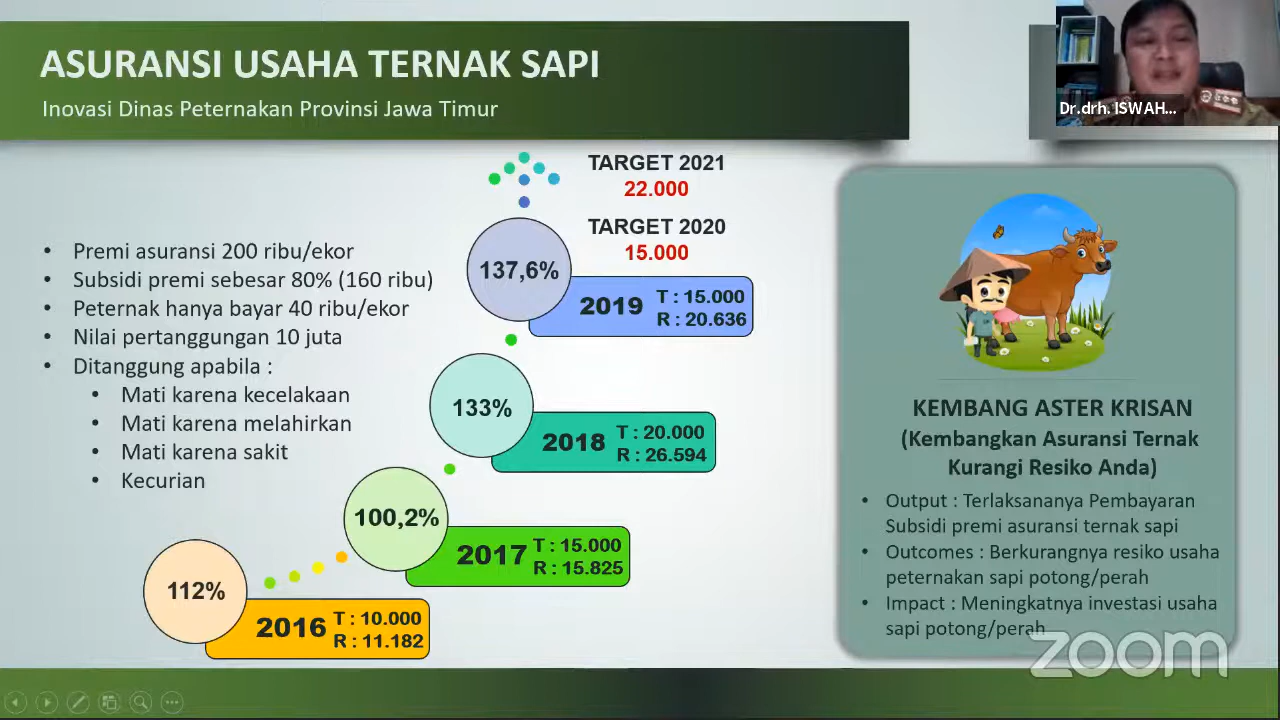 ASURANSI USAHA TERNAK SAPI
Inovasi Dinas Peternakan Provinsi Jawa Timur
Dr.drh. ISWAH...
• Premi asuransi 200 ribu/ekor
• Subsidi premi sebesar 80% (160 ribu)
• Peternak hanya bayar 40 ribu/ekor
• Nilai pertanggungan 10 juta
• Ditanggung apabila :
• Mati karena kecelakaan
• Mati karena melahirkan
• Mati karena sakit
• Kecurian
TARGET 2021
22.000
TARGET 2020
15.000
137,6%
2019
T : 15.000
R : 20.636
133%
2018
T : 20.000
R : 26.594
100,2%
2017
T : 15.000
R : 15.825
112%
2016
T : 10.000
R : 11.182
KEMBANG ASTER KRISAN
(Kembangkan Asuransi Ternak
Kurangi Resiko Anda)
• Output : Terlaksananya Pembayaran
Subsidi premi asuransi ternak sapi
• Outcomes : Berkurangnya resiko usaha
peternakan sapi potong/perah
• Impact : Meningkatnya investasi usaha
sapi potong/perah
zoom